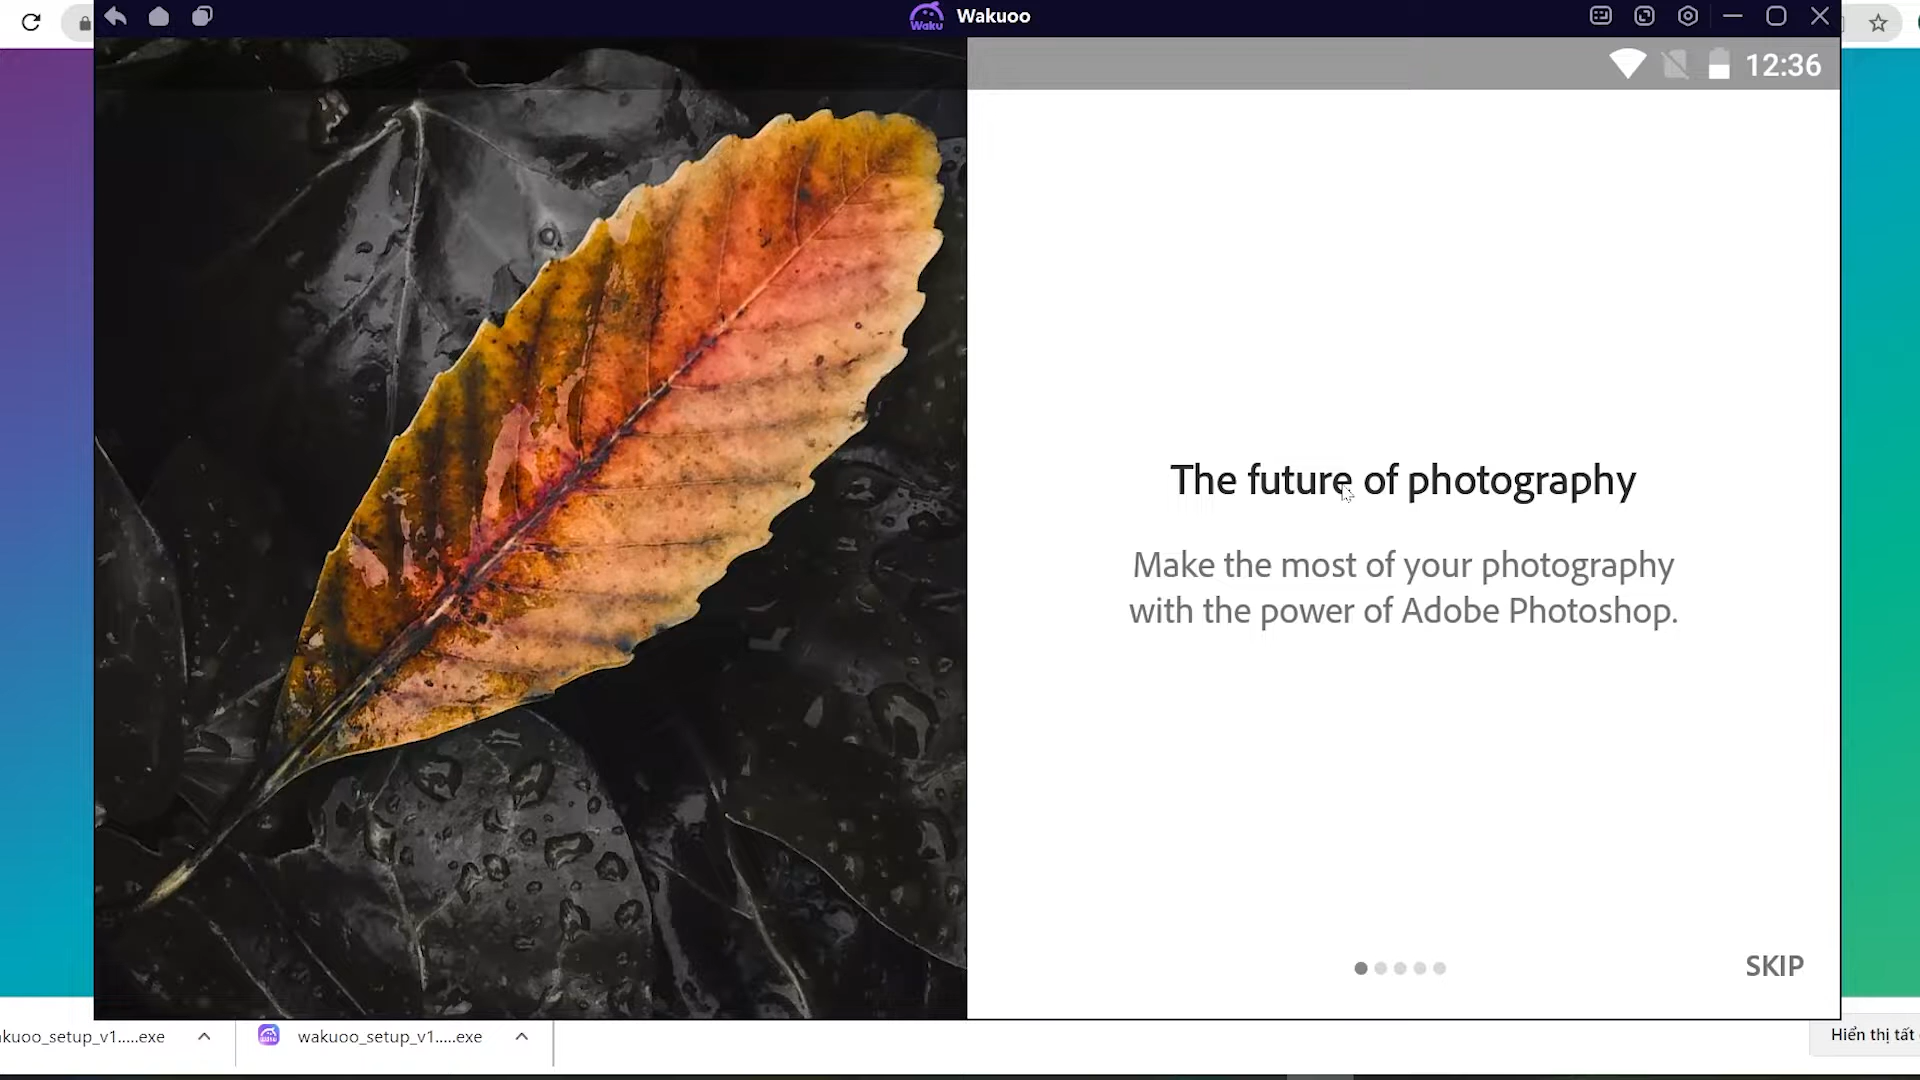 Wakuoo
Waku
12:36
The future of photography
Make the most of your photography
with the power of Adobe Photoshop.
SKIP
kuoo_setup_v1.....exe
wakuoo_setup_v1.....exe
Hiển thị tất